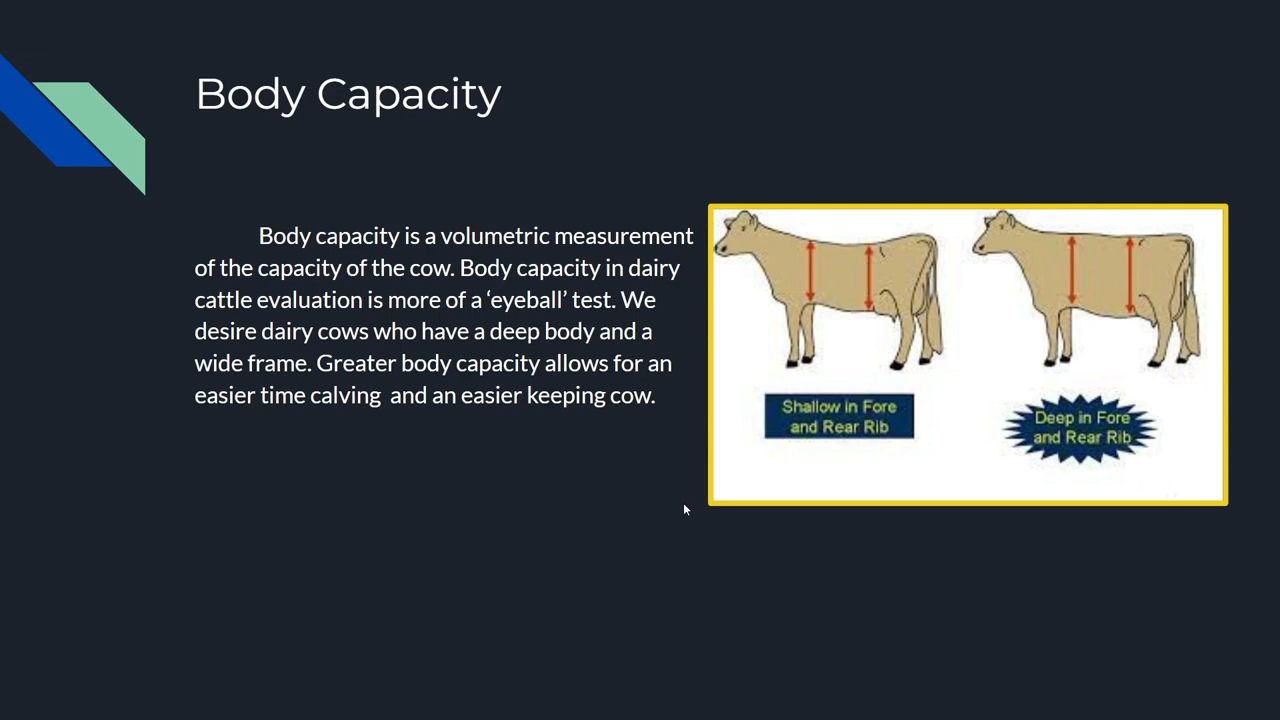 Body Capacity
Body capacity is a volumetric measurement
of the capacity of the cow. Body capacity in dairy
cattle evaluation is more of a ‘eyeball’ test. We
desire dairy cows who have a deep body and a
wide frame. Greater body capacity allows for an
easier time calving  and an easier keeping cow.
Shallow in Fore
and Rear Rib
Deep in Fore
and Rear Rib